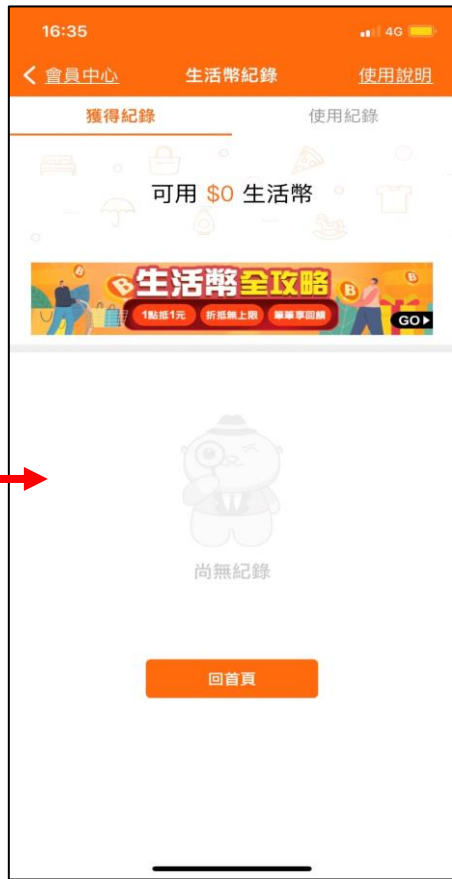 16:35
4G
會員中心
生活幣紀錄
使用說明
獲得紀錄
使用紀錄
可用 $0 生活幣
生活幣全攻略
1點抵1元 折抵無上限 筆筆享回饋
GO
尚無紀錄
回首頁